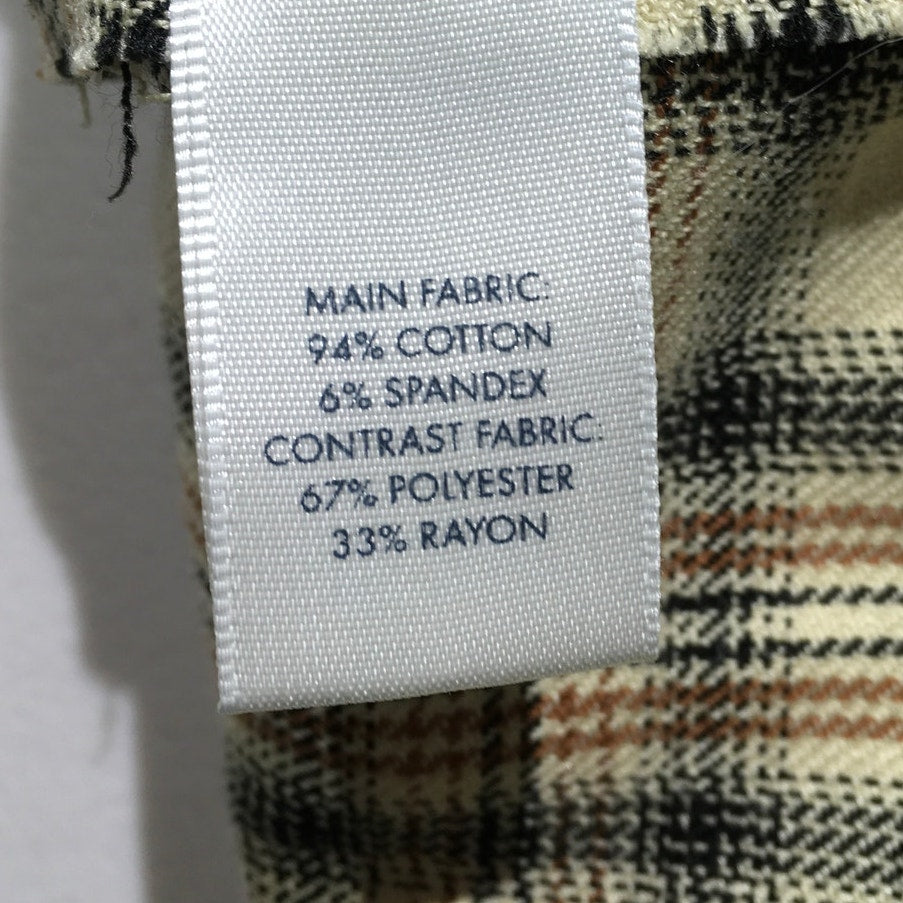 MAIN FABRIC:
94% COTTON
6% SPANDEX
CONTRAST FABRIC:
67% POLYESTER
33% RAYON